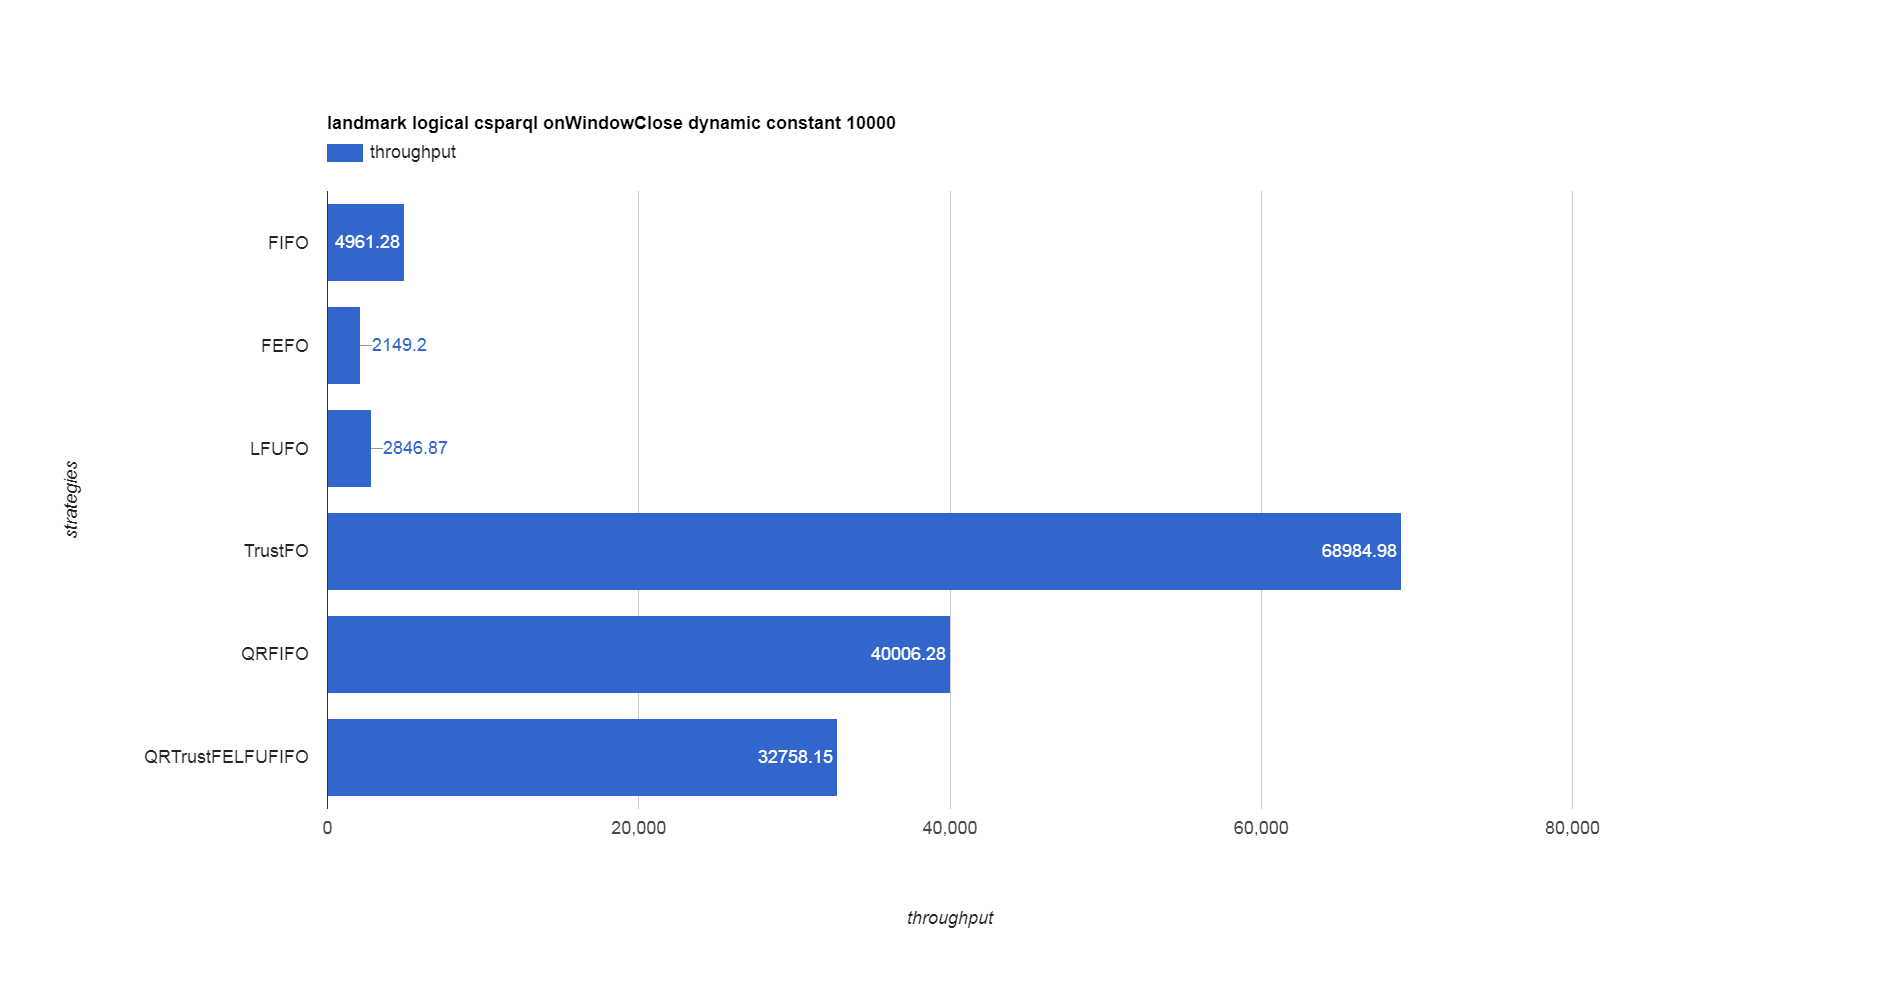 landmark logical csparql onWindowClose dynamic constant 10000
throughput
FIFO
4961.28
FEFO
2149.2
LFUFO
2846.87
strategies
TrustFO
68984.98
QRFIFO
40006.28
QRTrustFELFUFIFO
32758.15
0
20,000
40,000
60,000
80,000
throughput